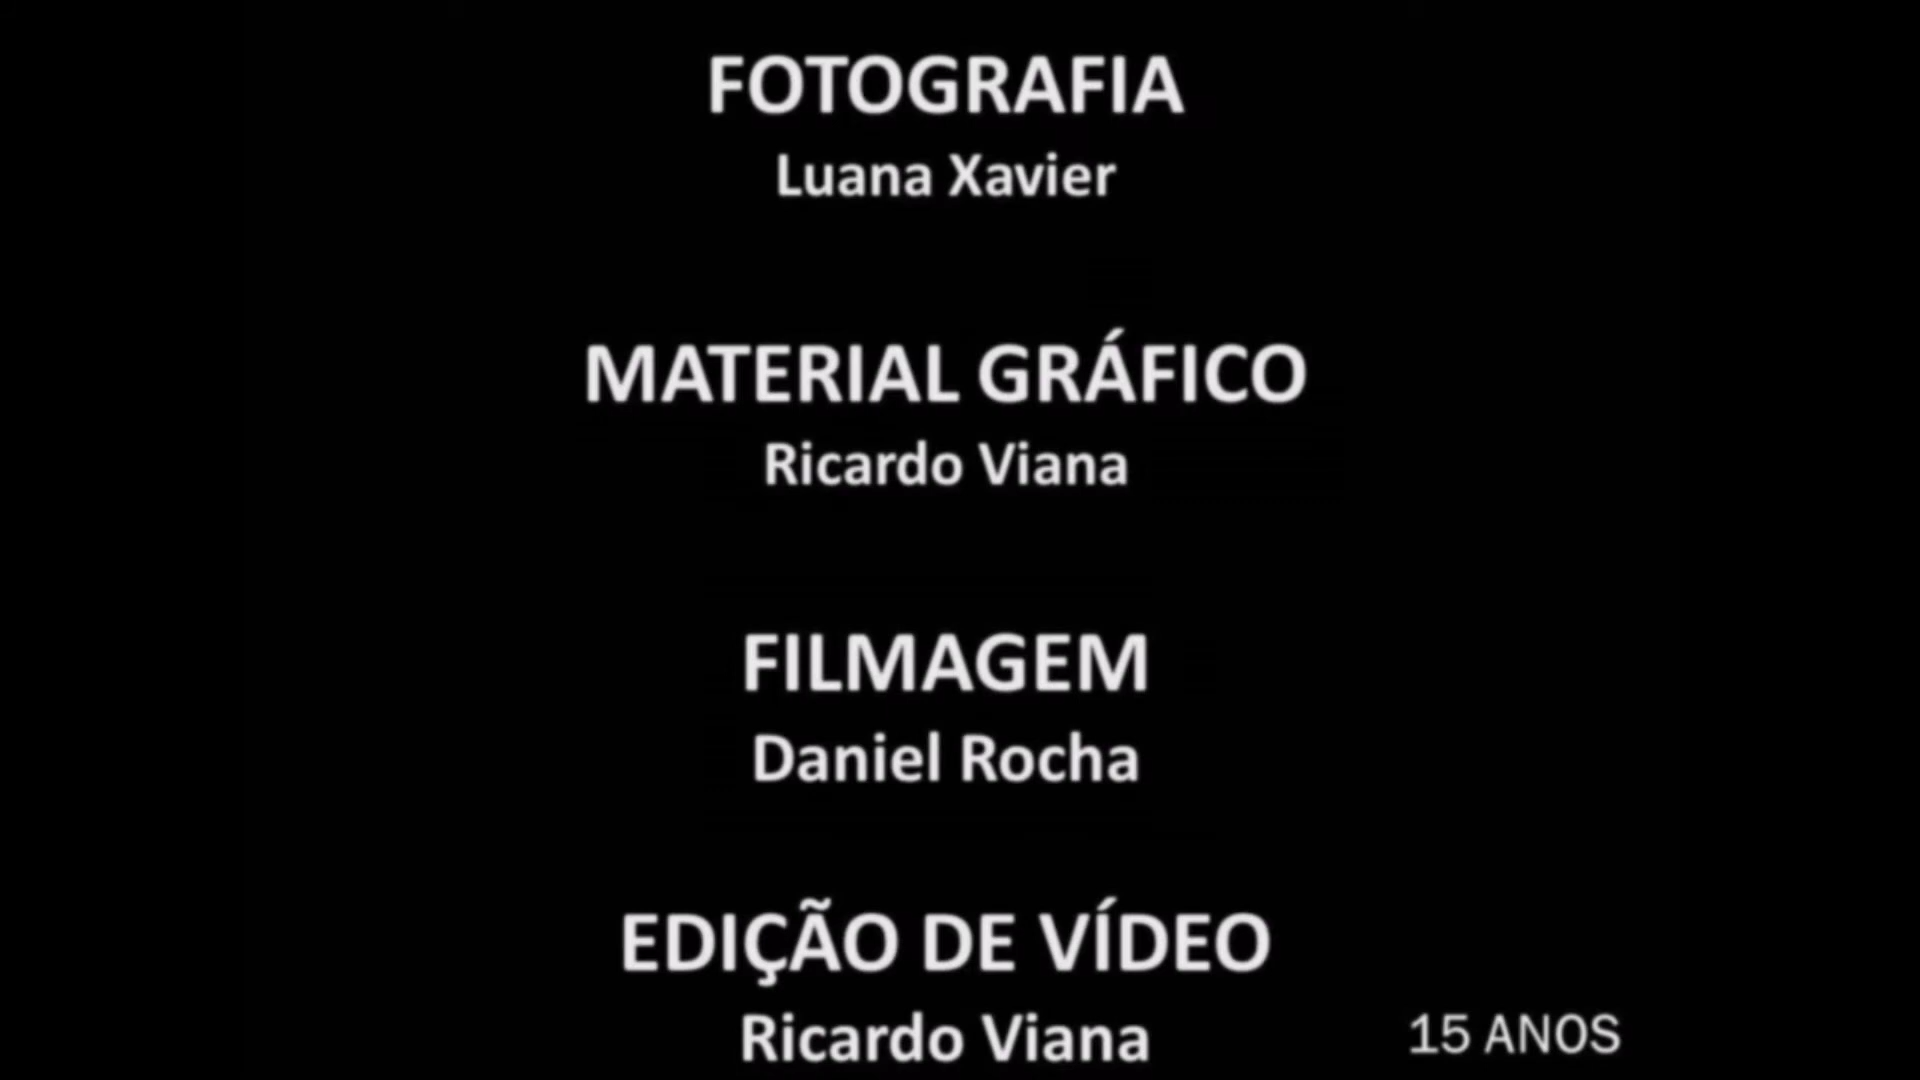 FOTOGRAFIA
Luana Xavier
MATERIAL GRÁFICO
Ricardo Viana
FILMAGEM
Daniel Rocha
EDIÇÃO DE VÍDEO
Ricardo Viana
15 ANOS